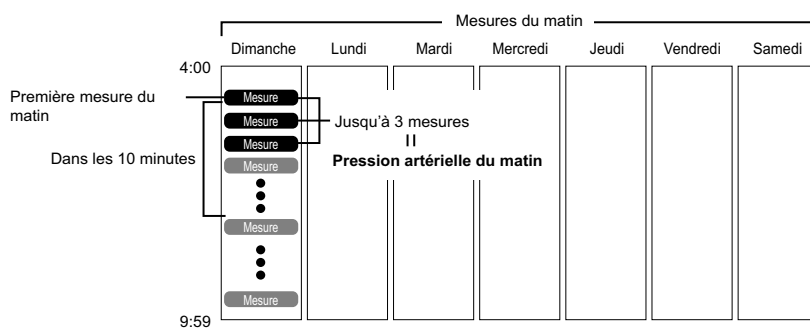 Mesures du matin
Dimanche Lundi Mardi Mercredi Jeudi Vendredi Samedi
4:00
Première mesure du
matin
Mesure
Mesure
Jusqu'à 3 mesures
Mesure
=
Dans les 10 minutes
Pression artérielle du matin
Mesure
Mesure
Mesure
9:59